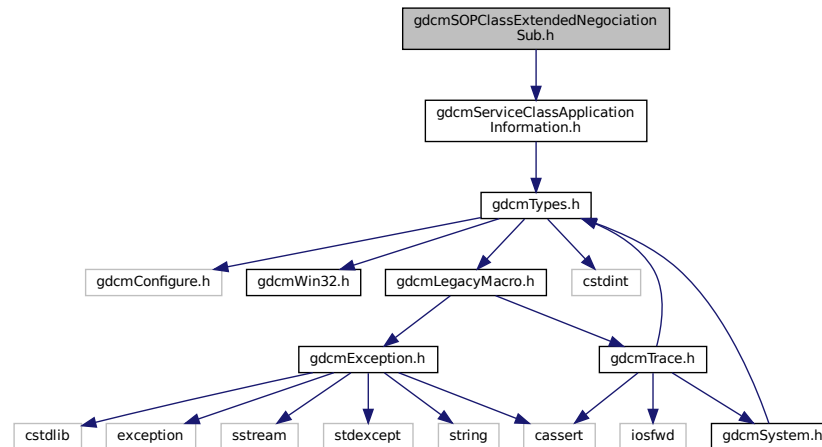 gdcmSOPClassExtendedNegociation
Sub.h
gdcmServiceClassApplication
Information.h
gdcmTypes.h
gdcmConfigure.h
gdcmWin32.h
gdcmLegacyMacro.h
cstdint
gdcmException.h
gdcmTrace.h
cstdlib
exception
sstream
stdexcept
string
cassert
iosfwd
gdcmSystem.h